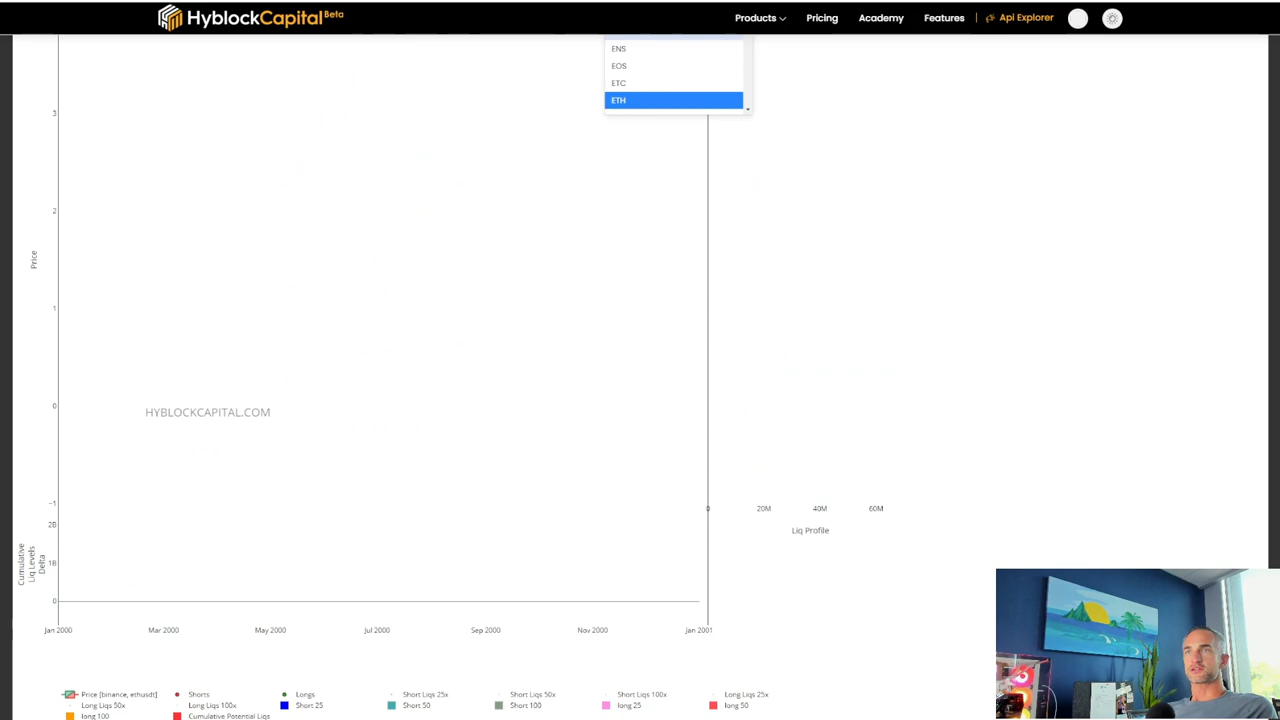 HyblockCapital Beta
Products Pricing Academy Features Api Explorer
ENS
EOS
ETC
ETH
3
2
Price
1
0
HYBLOCKCAPITAL.COM
−1
2B
Cumulative
Liq Levels
Delta
1B
0
0 20M 40M 60M
Liq Profile
Jan 2000 Mar 2000 May 2000 Jul 2000 Sep 2000 Nov 2000 Jan 2001
Price [binance, ethusdt] Shorts Longs Short Liqs 25x Short Liqs 50x Short Liqs 100x Long Liqs 25x
Long Liqs 50x Long Liqs 100x Short 25 Short 50 Short 100 long 25 long 50
long 100 Cumulative Potential Liqs